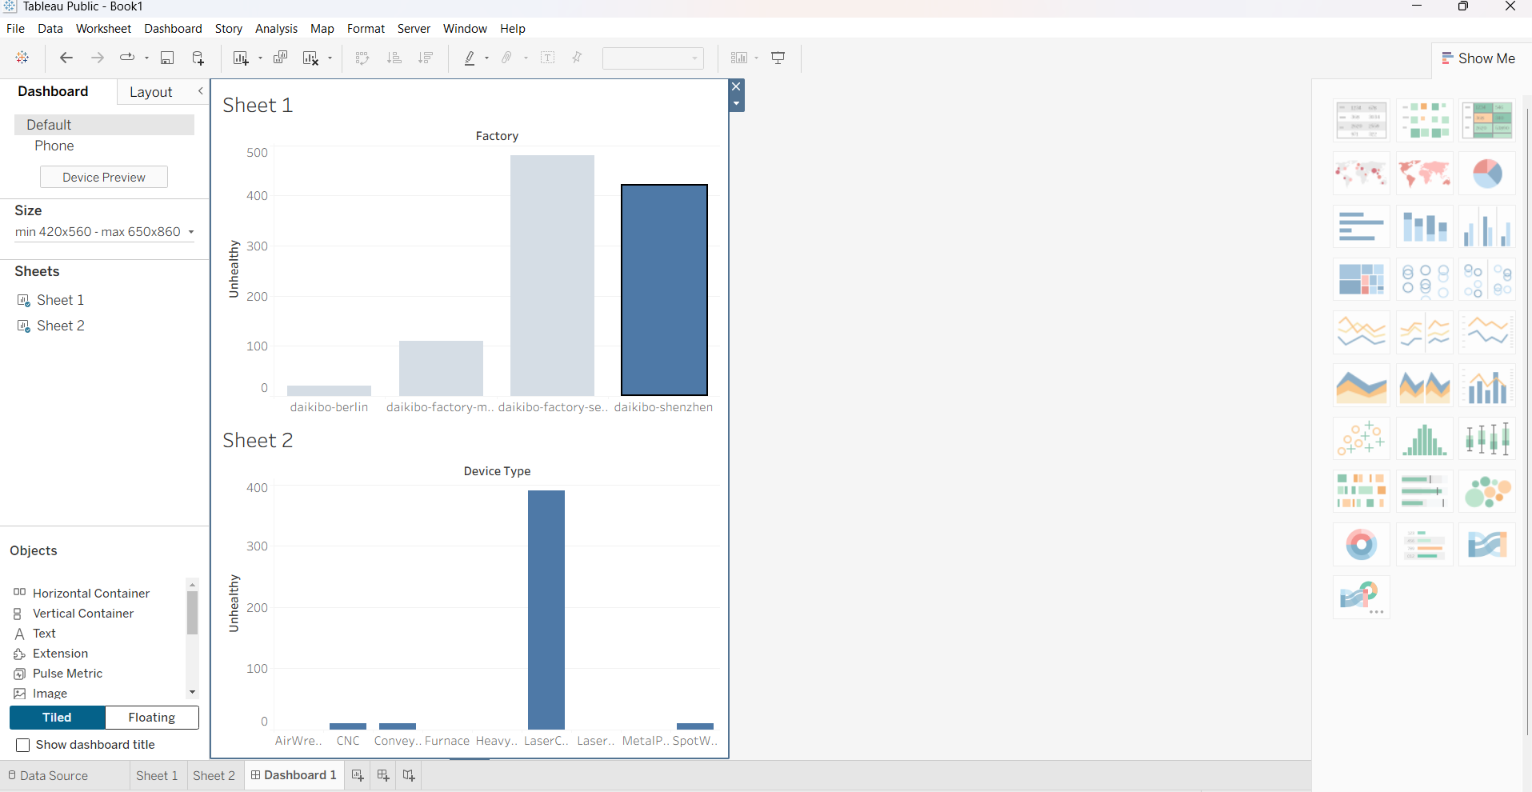 Tableau Public - Book1
File Data Worksheet Dashboard Story Analysis Map Format Server Window Help
Show Me
Dashboard
Layout
Default
Phone
Device Preview
Size
min 420x560 - max 650x860
Sheets
Sheet 1
Sheet 2
Objects
Horizontal Container
Vertical Container
Text
Extension
Pulse Metric
Image
Tiled
Floating
Show dashboard title
Sheet 1
Factory
Unhealthy
500
400
300
200
100
0
daikibo-berlin daikibo-factory-m.. daikibo-factory-se.. daikibo-shenzhen
Sheet 2
Device Type
Unhealthy
400
300
200
100
0
AirWre.. CNC Convey.. Furnace Heavy.. LaserC.. Laser.. MetalP.. SpotW..
Data Source Sheet 1 Sheet 2 Dashboard 1